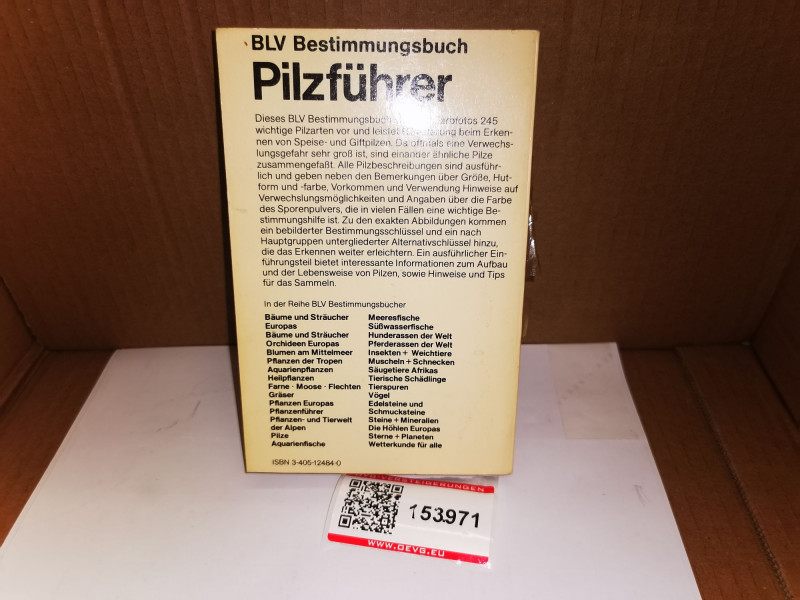 BLV Bestimmungsbuch
Pilzführer
Dieses BLV Bestimmungsbuch 245
wichtige Pilzarten vor und leistet beim Erken-
nen von Speise- und Giftpilzen. Da oftmals eine Verwechs-
lungsgefahr sehr groß ist, sind einander ähnliche Pilze
zusammengefaßt. Alle Pilzbeschreibungen sind ausführ-
lich und geben neben den Bemerkungen über Größe, Hut-
form und -farbe, Vorkommen und Verwendung Hinweise auf
Verwechslungsmöglichkeiten und Angaben über die Farbe
des Sporenpulvers, die in vielen Fällen eine wichtige Be-
stimmungshilfe ist. Zu den exakten Abbildungen kommen
ein bebilderter Bestimmungsschlüssel und ein nach
Hauptgruppen untergliederter Alternativschlüssel hinzu,
die das Erkennen weiter erleichtern. Ein ausführlicher Ein-
führungsteil bietet interessante Informationen zum Aufbau
und der Lebensweise von Pilzen, sowie Hinweise und Tips
für das Sammeln.
In der Reihe BLV Bestimmungsbücher
Bäume und Sträucher
Europas
Bäume und Sträucher
Orchideen Europas
Blumen am Mittelmeer
Pflanzen der Tropen
Aquarienpflanzen
Heilpflanzen
Farne · Moose · Flechten
Gräser
Pflanzen Europas
Pflanzenführer
Pflanzen- und Tierwelt
der Alpen
Pilze
Aquarienfische
Meeresfische
Süßwasserfische
Hunderassen der Welt
Pferderassen der Welt
Insekten + Weichtiere
Muscheln + Schnecken
Säugetiere Afrikas
Tierische Schädlinge
Tierspuren
Vögel
Edelsteine und
Schmucksteine
Steine + Mineralien
Die Höhlen Europas
Sterne + Planeten
Wetterkunde für alle
ISBN 3-405-12484-0
VERSTEIGERUNGEN
153971
WWW.OEVG.EU